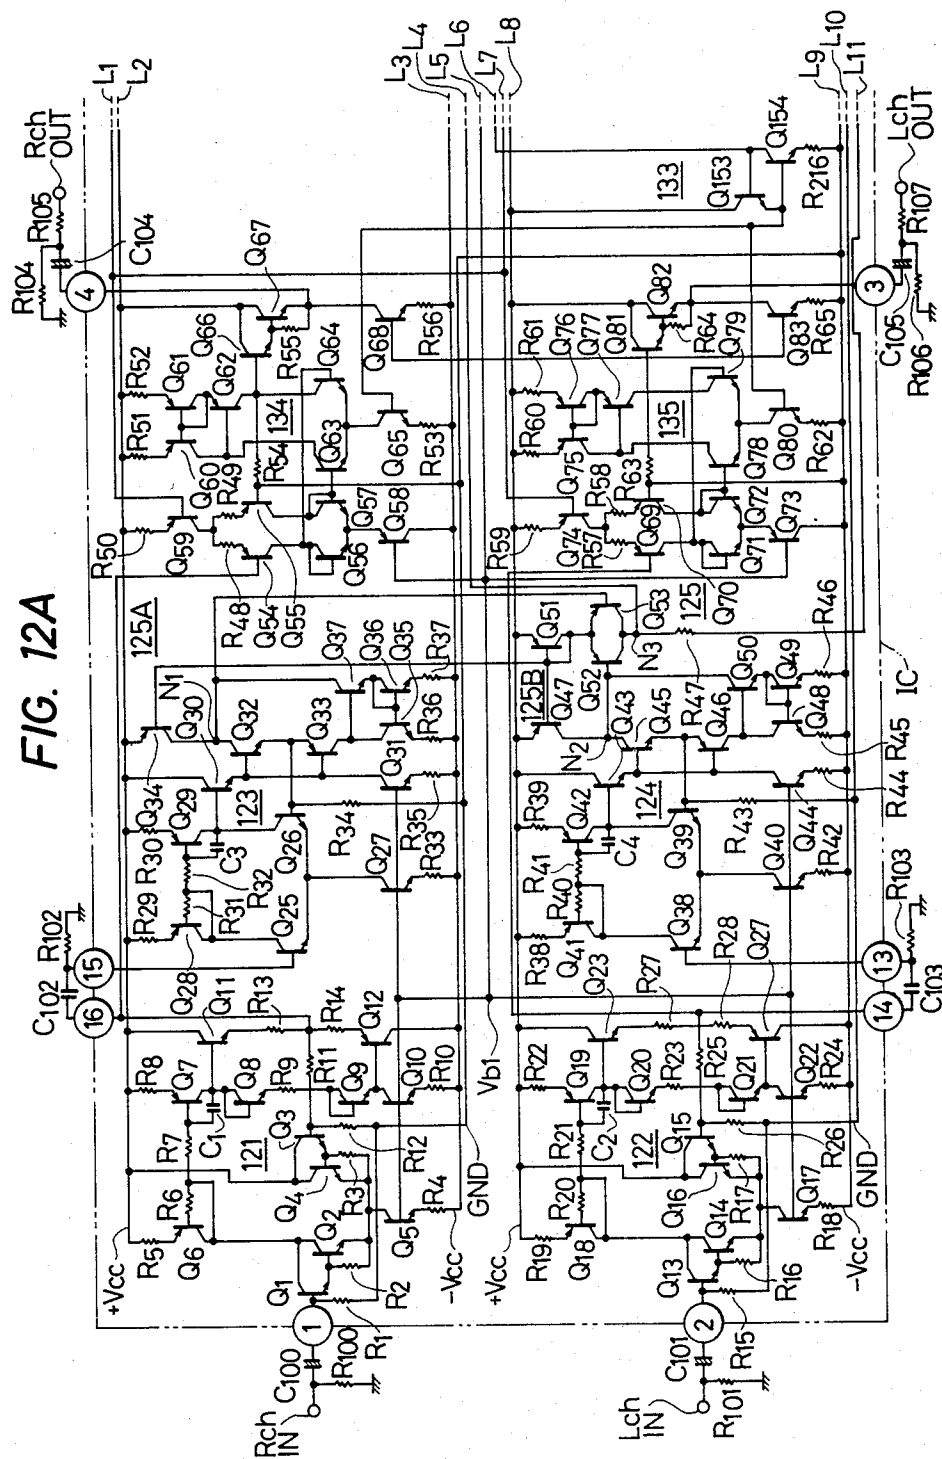 FIG. 12A
Rch IN
C100
R100
1
R1
R2
Q1
Q2
+Vcc
R5
Q6
R6
R7
R8
Q7
C1
Q8
R9
121
Q3
Q4
R3
Q5
R4
-Vcc
GND
R12
R11
Q9
Q10
R10
Q11
R13
R14
Q12
16
15
C102
R102
R29
Q28
R31
R32
R30
Q29
C3
Q25
Q26
123
Q27
R33
R34
R35
Q34
Q30
N1
125A
Q32
Q33
Q31
R36
Q37
Q36
Q35
R37
R50
Q59
R48
Q54
Q55
R49
Q60
R51
R52
Q61
Q62
134
R54
Q63
Q57
Q56
Q58
Q65
R53
Q64
R55
Q66
Q67
Q68
R56
4
R104
R105
C104
Rch OUT
L1
L2
L3
L4
L5
L6
L7
L8
L9
L10
L11
Vb1
Lch IN
C101
R101
2
R15
R16
Q13
Q14
+Vcc
R19
Q18
R20
R21
R22
Q19
C2
Q20
R23
122
Q15
Q16
R17
Q17
R18
-Vcc
GND
R26
R25
Q21
Q22
R24
Q23
R27
R28
Q27
14
13
C103
R103
R38
Q41
R40
R41
R39
Q42
C4
Q38
Q39
124
Q40
R42
R43
Q44
R44
Q43
N2
Q47
125B
Q45
Q46
R47
Q52
Q51
Q53
N3
125
Q50
Q49
Q48
R45
R46
IC
R59
Q74
R57
R58
Q69
Q70
R63
Q75
R60
R61
Q76
Q77
135
Q71
Q72
Q73
Q78
Q80
R62
Q79
R64
Q81
Q82
Q83
R65
133
Q153
Q154
R216
3
C105
R106
R107
Lch OUT